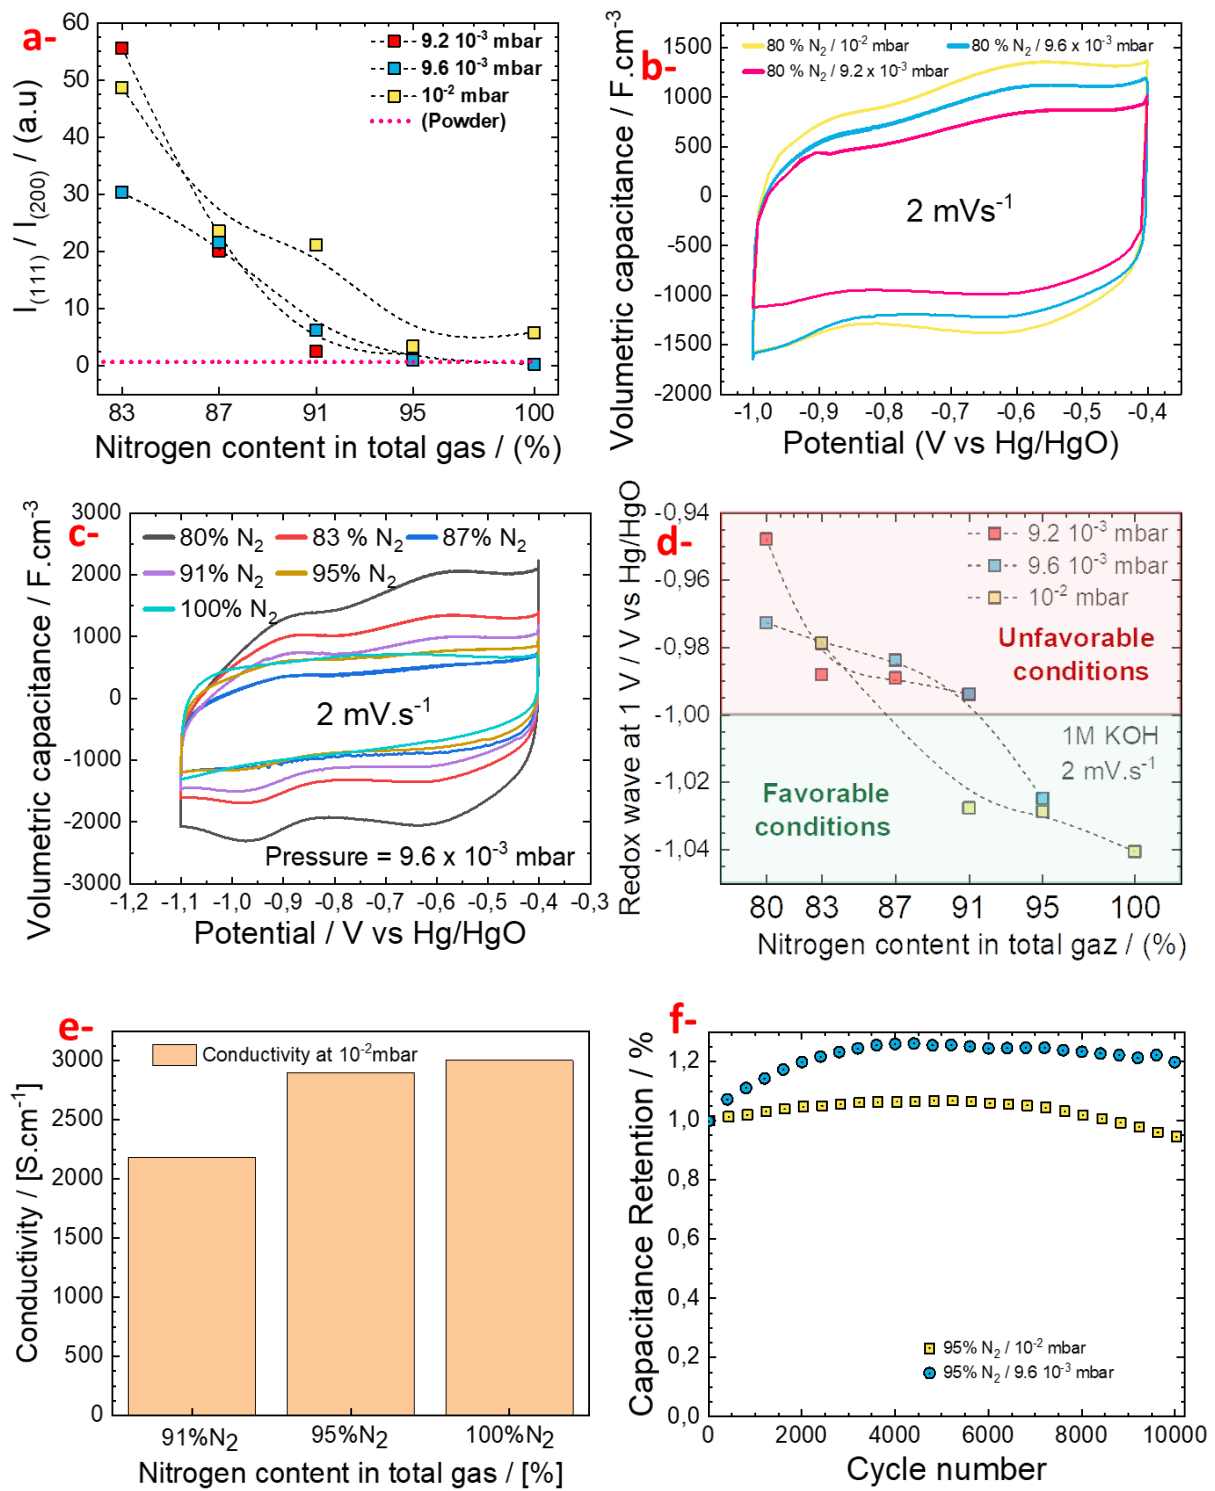 a-
60
50
40
30
20
10
0
I(111) / I(200) / (a.u)
9.2 10-3 mbar
9.6 10-3 mbar
10-2 mbar
(Powder)
83
87
91
95
100
Nitrogen content in total gas / (%)
b-
1500
1000
500
0
-500
-1000
-1500
-2000
Volumetric capacitance / F.cm-3
80 % N2 / 10-2 mbar
80 % N2 / 9.6 x 10-3 mbar
80 % N2 / 9.2 x 10-3 mbar
2 mVs-1
-1,0
-0,9
-0,8
-0,7
-0,6
-0,5
-0,4
Potential (V vs Hg/HgO)
c-
3000
2000
1000
0
-1000
-2000
-3000
Volumetric capacitance / F.cm-3
80% N2
83 % N2
87% N2
91% N2
95% N2
100% N2
2 mV.s-1
Pressure = 9.6 x 10-3 mbar
-1,2
-1,1
-1,0
-0,9
-0,8
-0,7
-0,6
-0,5
-0,4
-0,3
Potential / V vs Hg/HgO
d-
-0,94
-0,96
-0,98
-1,00
-1,02
-1,04
Redox wave at 1 V / V vs Hg/HgO
9.2 10-3 mbar
9.6 10-3 mbar
10-2 mbar
Unfavorable
conditions
1M KOH
2 mV.s-1
Favorable
conditions
80
83
87
91
95
100
Nitrogen content in total gaz / (%)
e-
3000
2500
2000
1500
1000
500
0
Conductivity / [S.cm-1]
Conductivity at 10-2mbar
91%N2
95%N2
100%N2
Nitrogen content in total gas / [%]
f-
1,2
1,0
0,8
0,6
0,4
0,2
0,0
Capacitance Retention / %
95% N2 / 10-2 mbar
95% N2 / 9.6 10-3 mbar
0
2000
4000
6000
8000
10000
Cycle number